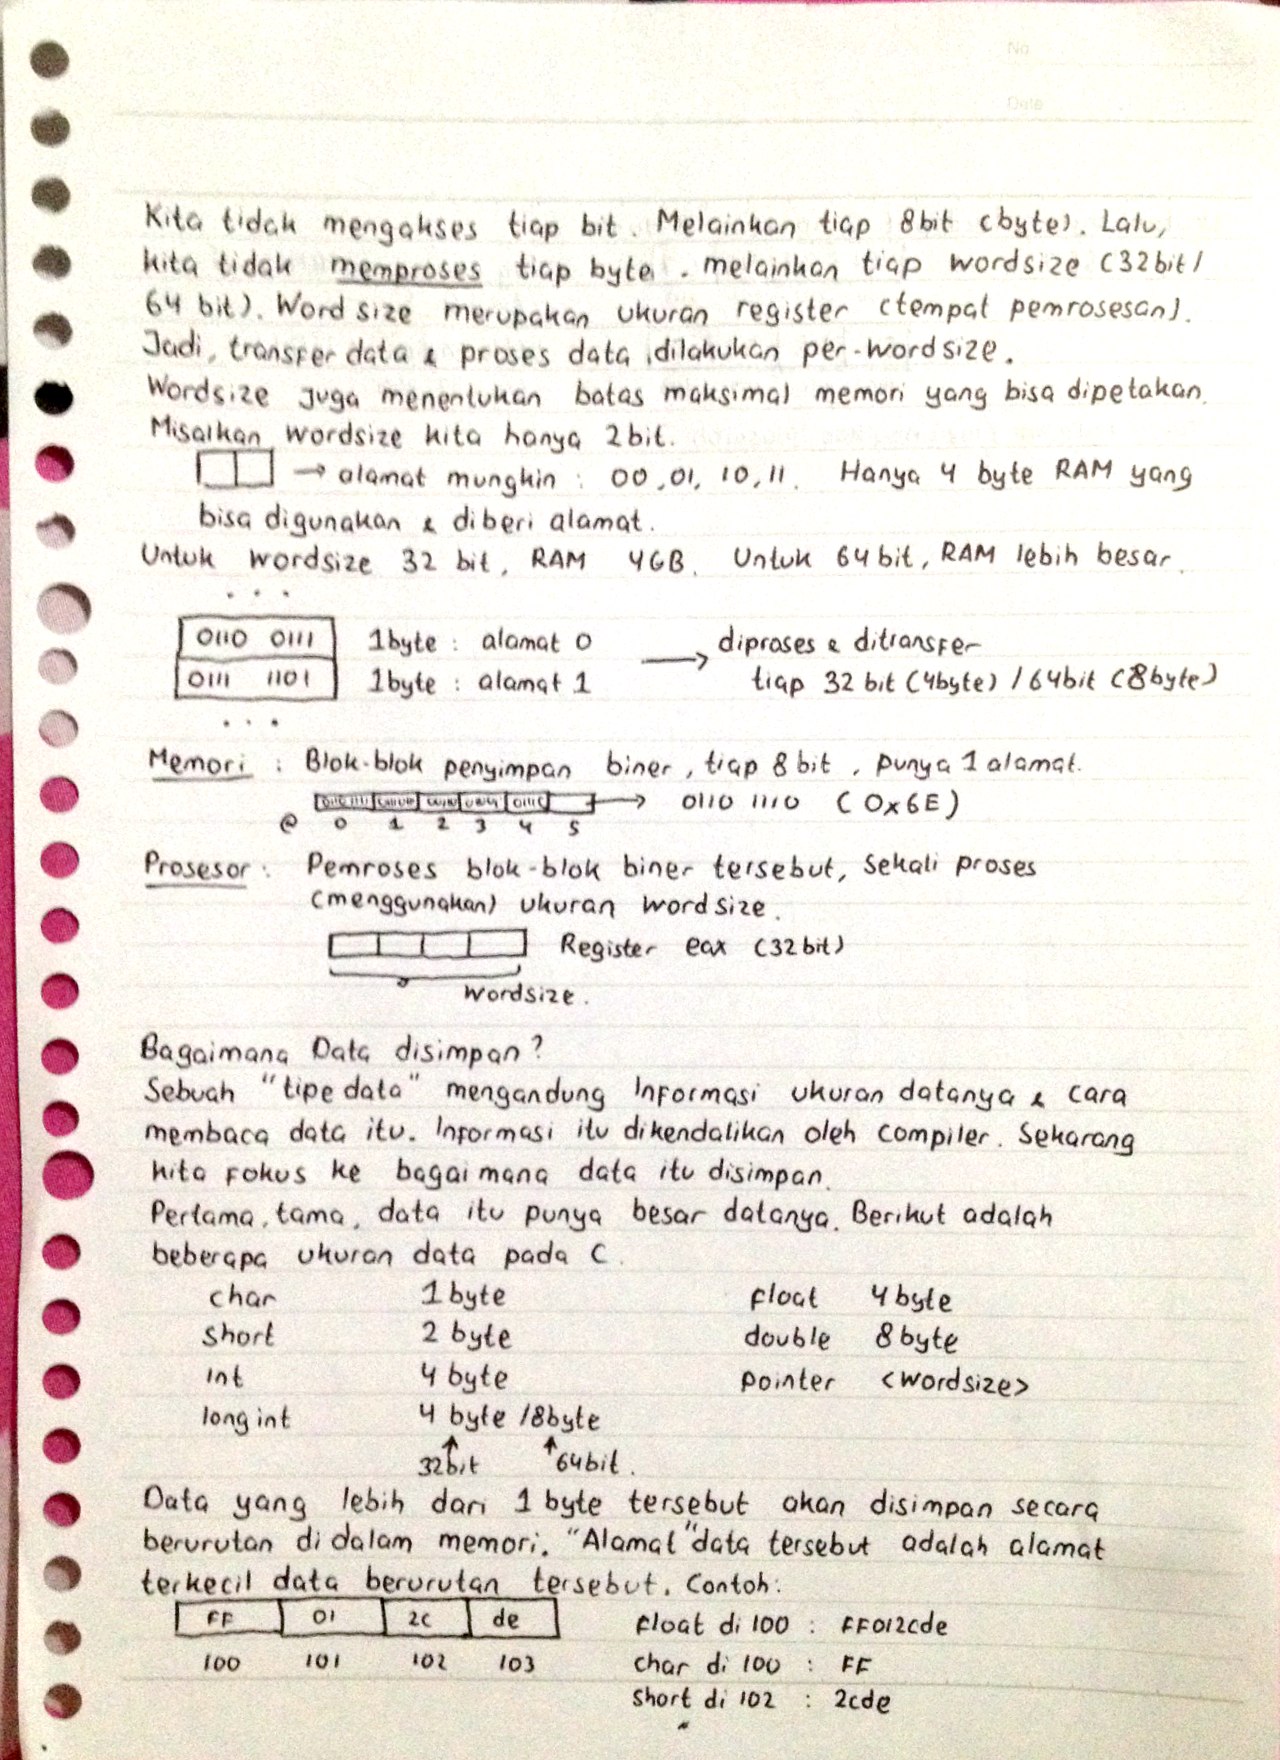 No
Date
Kita tidak mengakses tiap bit. Melainkan tiap 8bit (byte). Lalu,
kita tidak memproses tiap byte. melainkan tiap wordsize (32bit/
64 bit). Word size merupakan ukuran register (tempat pemrosesan).
Jadi, transfer data & proses data dilakukan per-wordsize.
Wordsize juga menentukan batas maksimal memori yang bisa dipetakan.
Misalkan wordsize kita hanya 2bit.
→ alamat mungkin : 00, 01, 10, 11. Hanya 4 byte RAM yang
bisa digunakan & diberi alamat.
Untuk wordsize 32 bit, RAM 4GB. Untuk 64 bit, RAM lebih besar.
. . .
0110 0111 1byte : alamat 0 → diproses & ditransfer
0111 1101 1byte : alamat 1 tiap 32 bit (4byte) / 64bit (8byte)
. . .
Memori : Blok-blok penyimpan biner, tiap 8 bit, punya 1 alamat.
→ 0110 1110 (0x6E)
@ 0 1 2 3 4 5
Prosesor : Pemroses blok-blok biner tersebut, sekali proses
(menggunakan) ukuran wordsize.
Register eax (32bit)
wordsize.
Bagaimana Data disimpan?
Sebuah "tipe data" mengandung informasi ukuran datanya & cara
membaca data itu. Informasi itu dikendalikan oleh compiler. Sekarang
kita fokus ke bagaimana data itu disimpan.
Pertama, tama, data itu punya besar datanya. Berikut adalah
beberapa ukuran data pada C.
char 1 byte float 4 byte
short 2 byte double 8 byte
int 4 byte pointer <wordsize>
long int 4 byte /8byte
32bit 64bit.
Data yang lebih dari 1 byte tersebut akan disimpan secara
berurutan di dalam memori. "Alamat" data tersebut adalah alamat
terkecil data berurutan tersebut. Contoh:
FF 01 2c de float di 100 : FF012cde
100 101 102 103 char di 100 : FF
short di 102 : 2cde